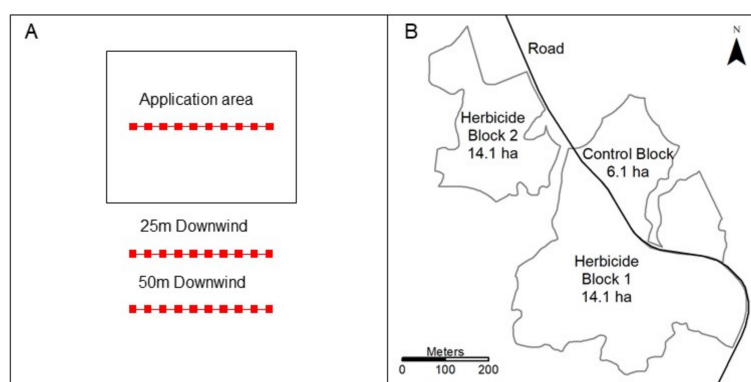 A
Application area
25m Downwind
50m Downwind
B
N
Road
Herbicide
Block 2
14.1 ha
Control Block
6.1 ha
Herbicide
Block 1
14.1 ha
Meters
0 100 200